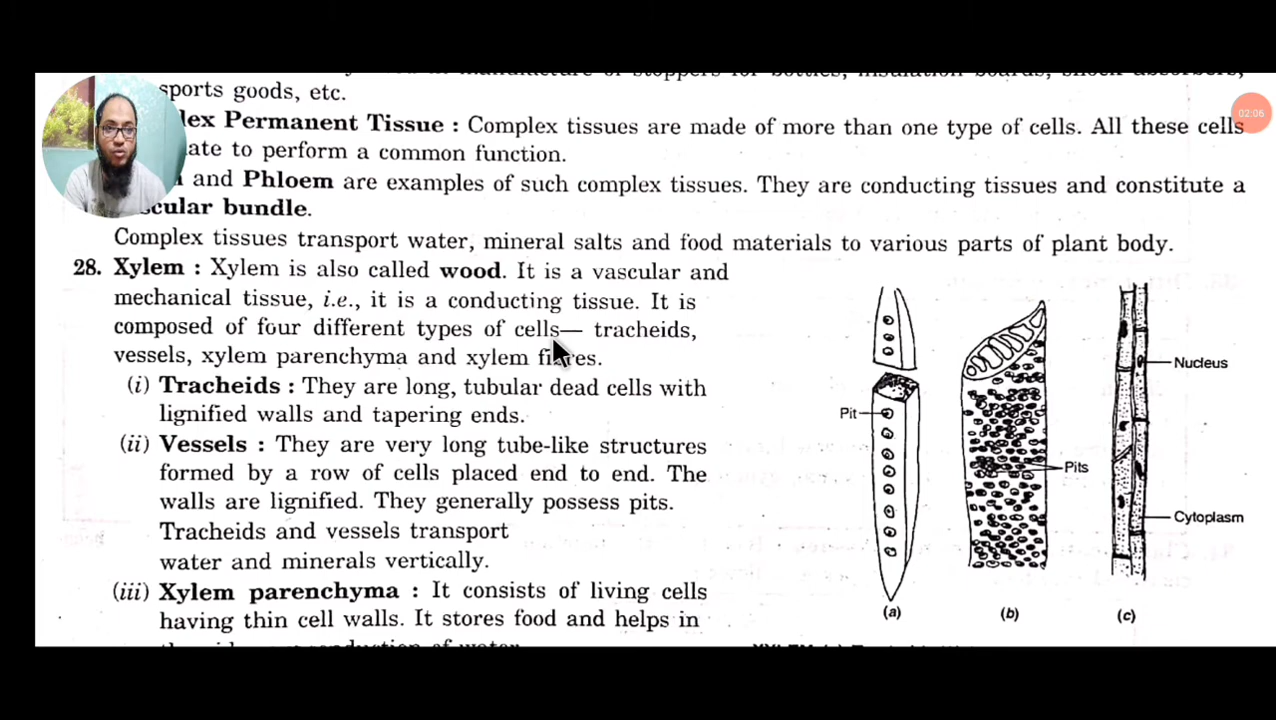 sports goods, etc.
lex Permanent Tissue : Complex tissues are made of more than one type of cells. All these cells
ate to perform a common function.
and Phloem are examples of such complex tissues. They are conducting tissues and constitute a
cular bundle.
Complex tissues transport water, mineral salts and food materials to various parts of plant body.
28. Xylem : Xylem is also called wood. It is a vascular and
mechanical tissue, i.e., it is a conducting tissue. It is
composed of four different types of cells— tracheids,
vessels, xylem parenchyma and xylem fibres.
(i) Tracheids : They are long, tubular dead cells with
lignified walls and tapering ends.
(ii) Vessels : They are very long tube-like structures
formed by a row of cells placed end to end. The
walls are lignified. They generally possess pits.
Tracheids and vessels transport
water and minerals vertically.
(iii) Xylem parenchyma : It consists of living cells
having thin cell walls. It stores food and helps in
02:06
Pit
Pits
Nucleus
Cytoplasm
(a)
(b)
(c)